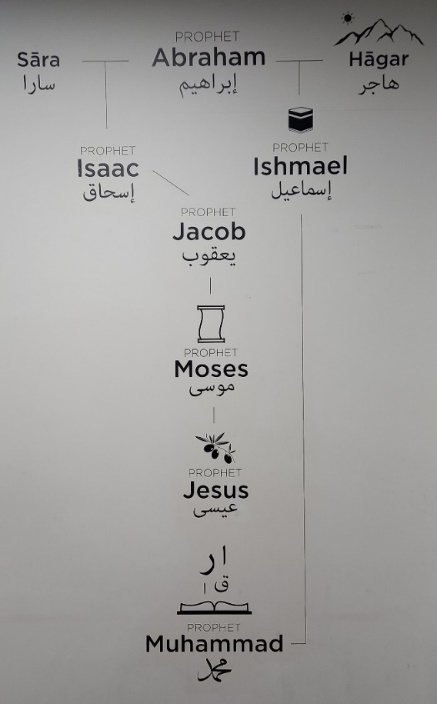 Sāra
سارا
PROPHET
Abraham
إبراهيم
Hāgar
هاجر
PROPHET
Isaac
إسحاق
PROPHET
Ishmael
إسماعيل
PROPHET
Jacob
يعقوب
PROPHET
Moses
موسى
PROPHET
Jesus
عيسى
ار
ق ا
PROPHET
Muhammad
محمد